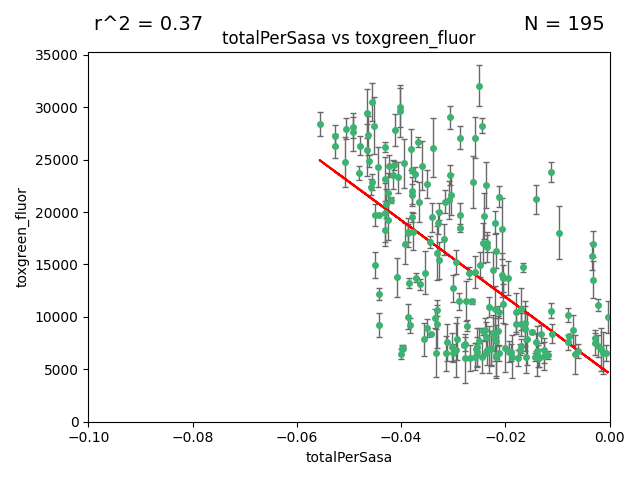 r^2 = 0.37
N = 195
totalPerSasa vs toxgreen_fluor
35000
30000
25000
20000
15000
10000
5000
0
toxgreen_fluor
−0.10
−0.08
−0.06
−0.04
−0.02
0.00
totalPerSasa